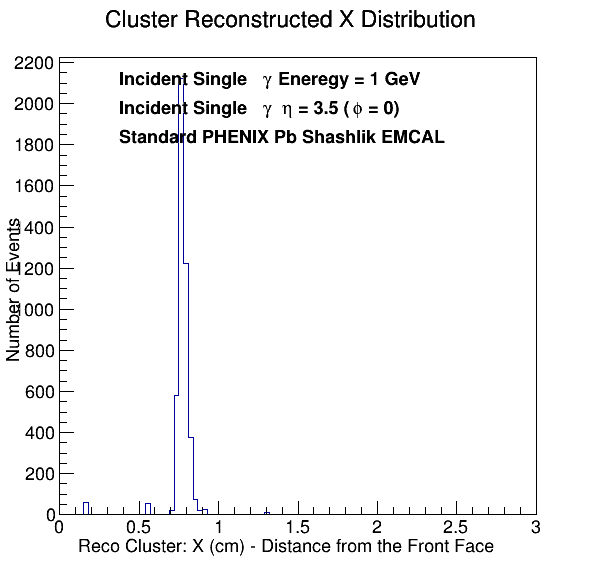 Cluster Reconstructed X Distribution
2200
2000
1800
1600
1400
1200
1000
800
600
400
200
0
Number of Events
Incident Single γ Eneregy = 1 GeV
Incident Single γ η = 3.5 ( ϕ = 0)
Standard PHENIX Pb Shashlik EMCAL
0 0.5 1 1.5 2 2.5 3
Reco Cluster: X (cm) - Distance from the Front Face